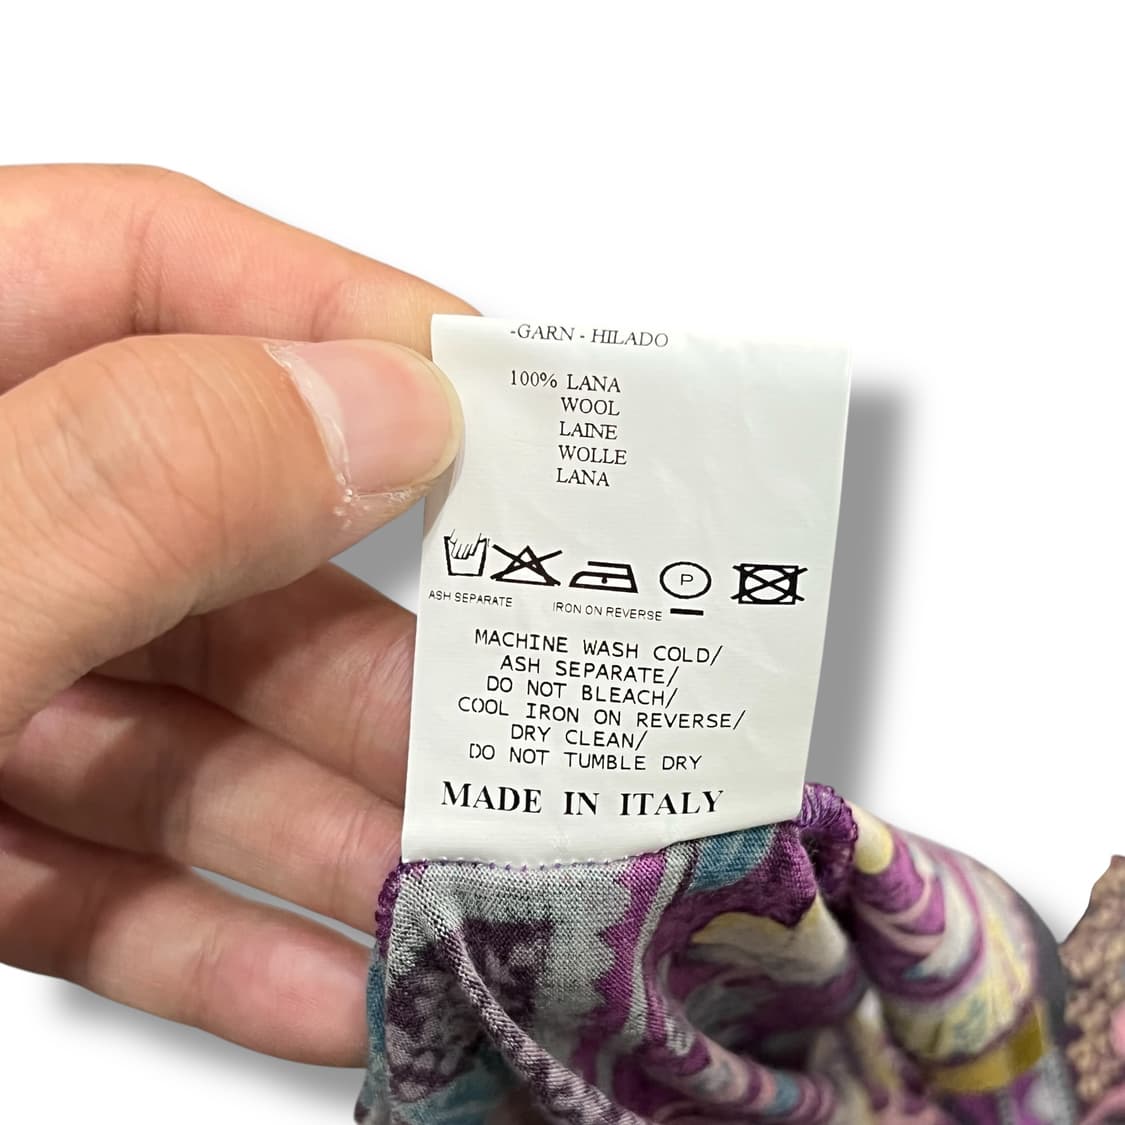 -GARN - HILADO
100% LANA
WOOL
LAINE
WOLLE
LANA
P
ASH SEPARATE
IRON ON REVERSE
MACHINE WASH COLD/
ASH SEPARATE/
DO NOT BLEACH/
COOL IRON ON REVERSE/
DRY CLEAN/
DO NOT TUMBLE DRY
MADE IN ITALY